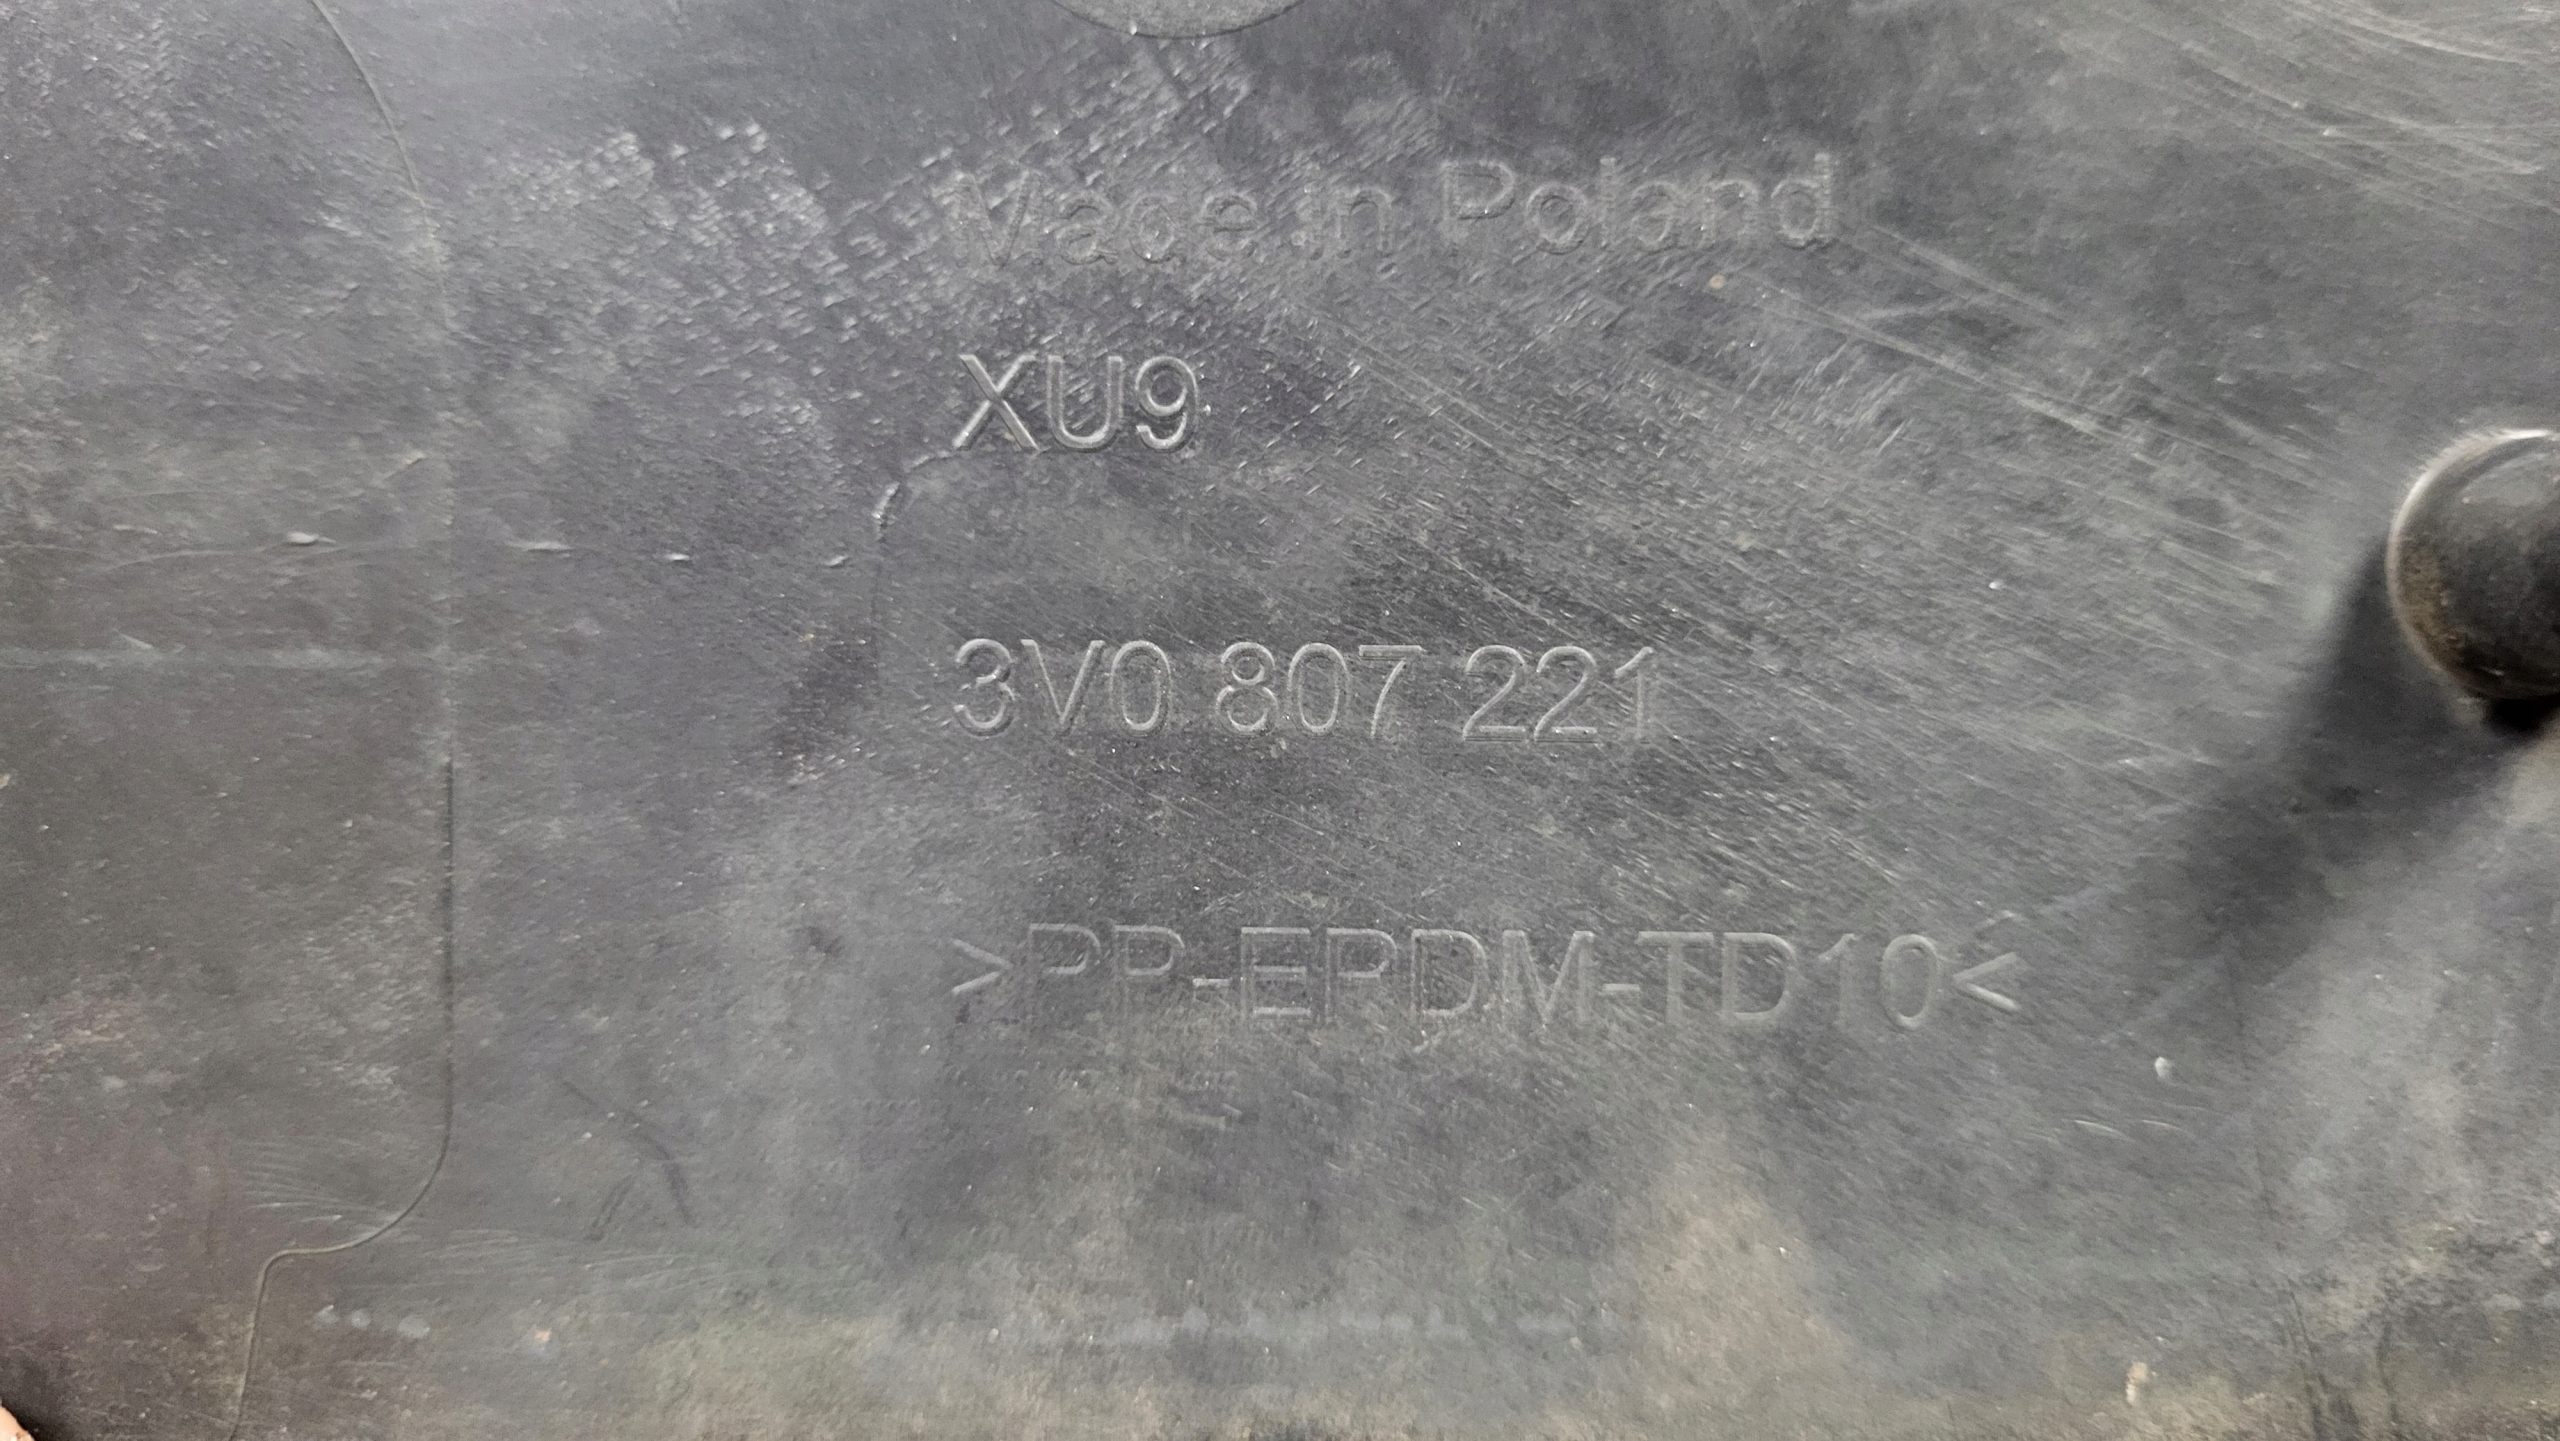 Made in Poland
XU9
3V0 807 221
>PP-EPDM-TD10<